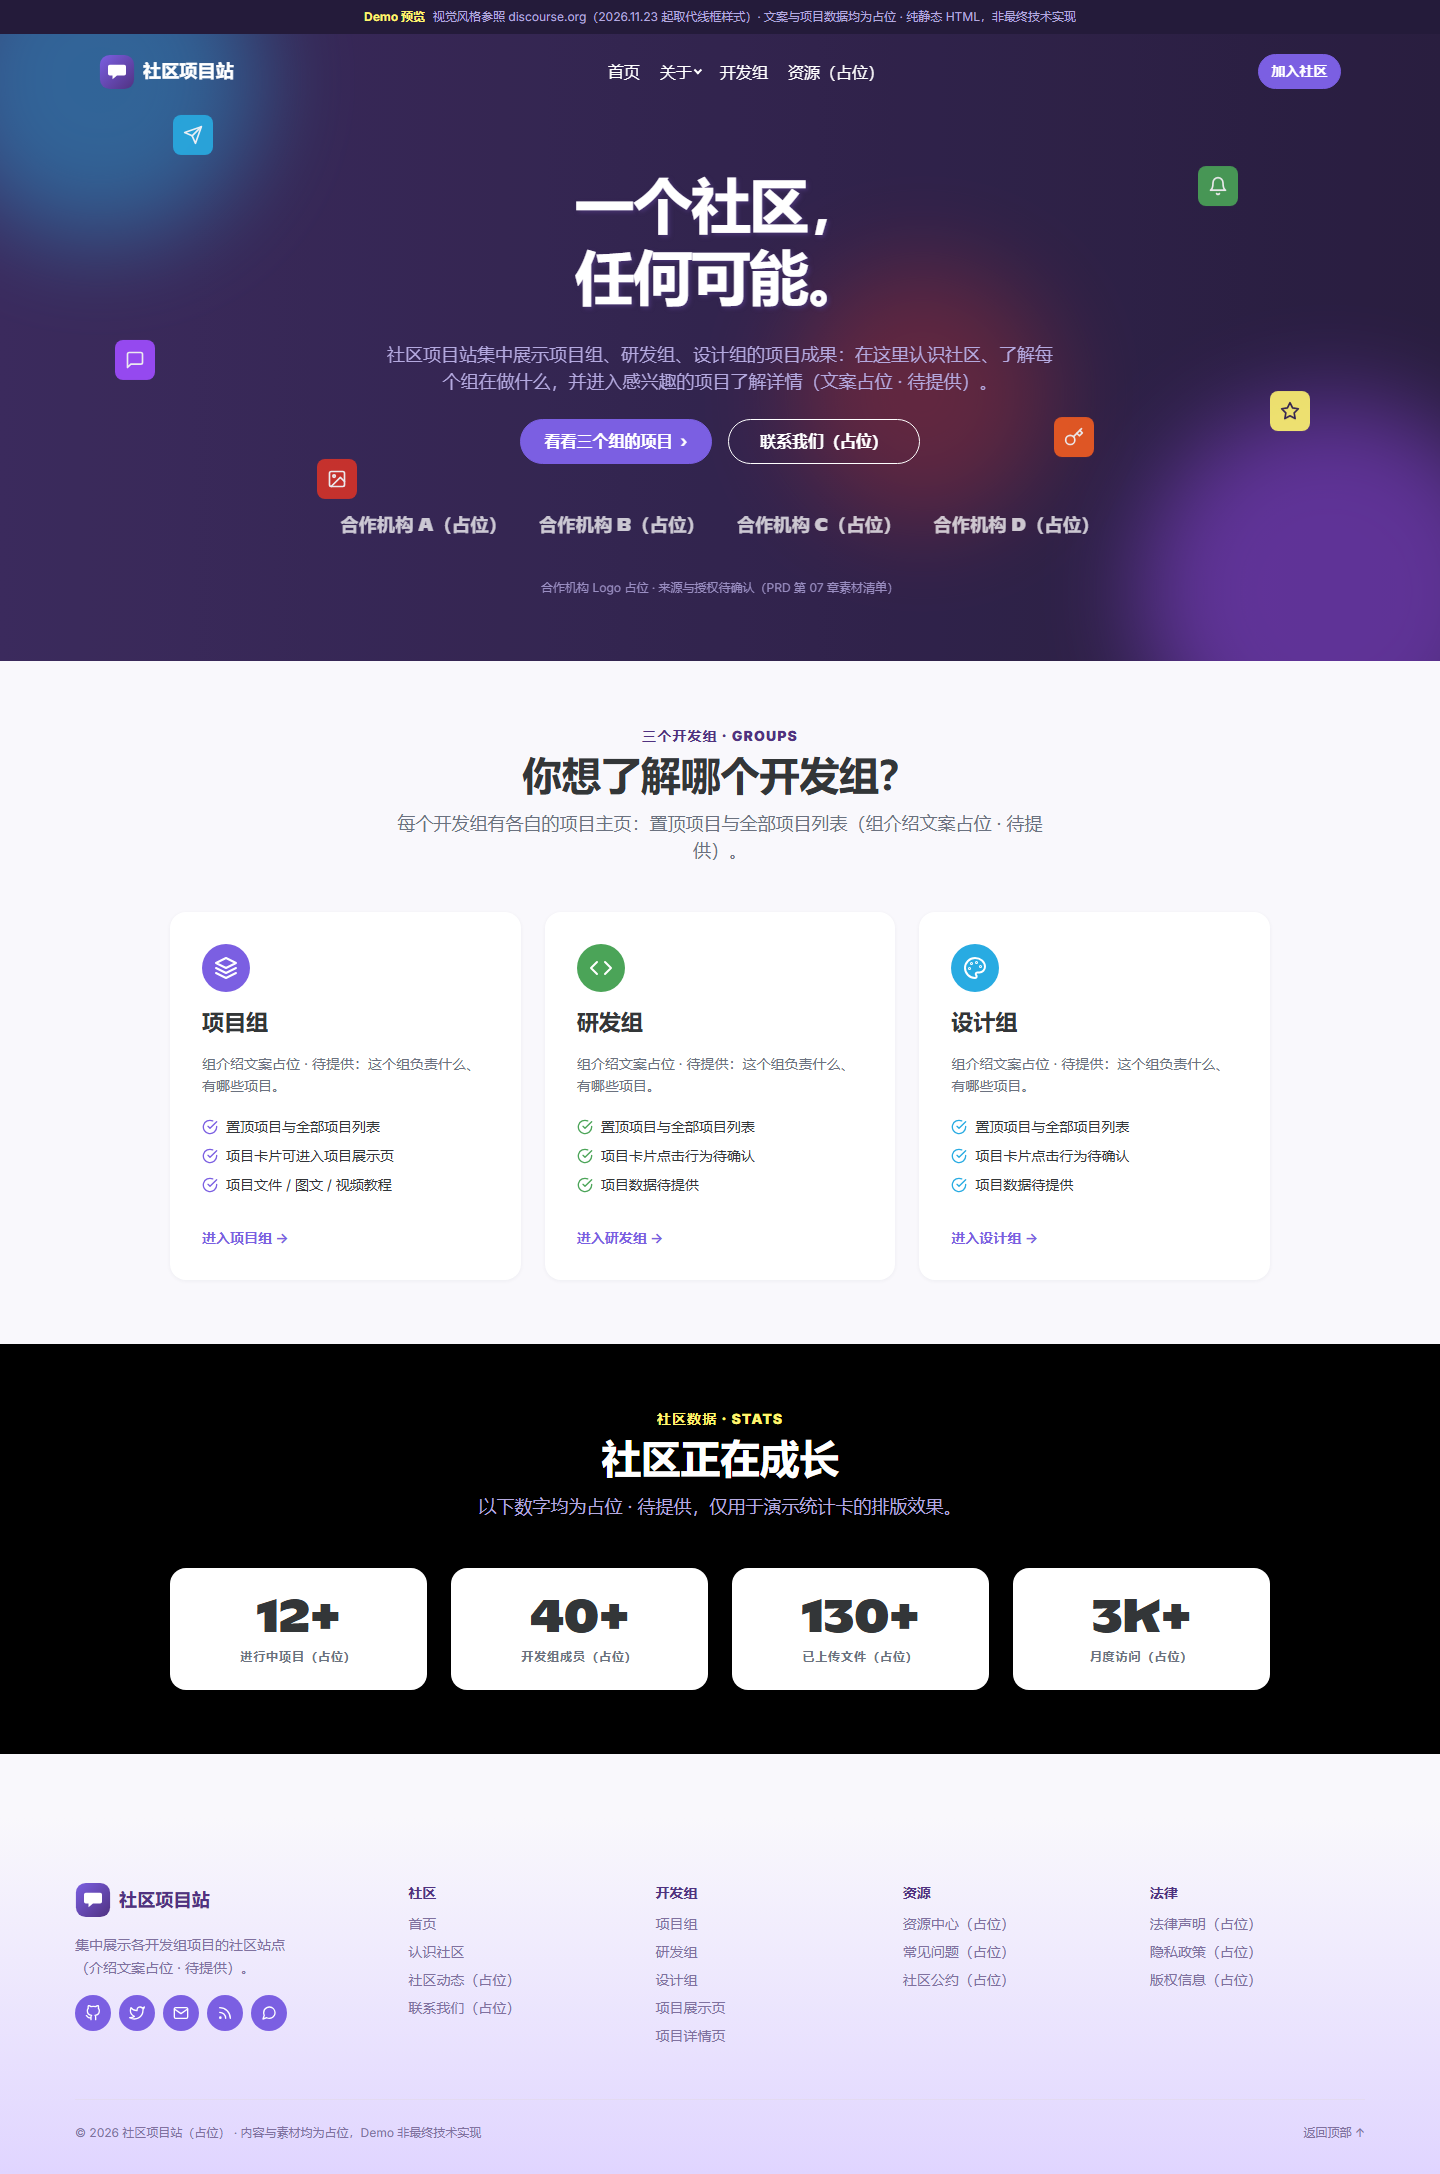 Demo 预览 视觉风格参照 discourse.org（2026.11.23 起取代线框样式）· 文案与项目数据均为占位 · 纯静态 HTML，非最终技术实现
社区项目站
首页 关于 开发组 资源（占位）
加入社区
一个社区，
任何可能。
社区项目站集中展示项目组、研发组、设计组的项目成果：在这里认识社区、了解每
个组在做什么，并进入感兴趣的项目了解详情（文案占位 · 待提供）。
看看三个组的项目 ›
联系我们（占位）
合作机构 A（占位） 合作机构 B（占位） 合作机构 C（占位） 合作机构 D（占位）
合作机构 Logo 占位 · 来源与授权待确认（PRD 第 07 章素材清单）
三个开发组 · GROUPS
你想了解哪个开发组？
每个开发组有各自的项目主页：置顶项目与全部项目列表（组介绍文案占位 · 待提
供）。
项目组
组介绍文案占位 · 待提供：这个组负责什么、
有哪些项目。
置顶项目与全部项目列表
项目卡片可进入项目展示页
项目文件 / 图文 / 视频教程
进入项目组 →
研发组
组介绍文案占位 · 待提供：这个组负责什么、
有哪些项目。
置顶项目与全部项目列表
项目卡片点击行为待确认
项目数据待提供
进入研发组 →
设计组
组介绍文案占位 · 待提供：这个组负责什么、
有哪些项目。
置顶项目与全部项目列表
项目卡片点击行为待确认
项目数据待提供
进入设计组 →
社区数据 · STATS
社区正在成长
以下数字均为占位 · 待提供，仅用于演示统计卡的排版效果。
12+
进行中项目（占位）
40+
开发组成员（占位）
130+
已上传文件（占位）
3K+
月度访问（占位）
社区项目站
集中展示各开发组项目的社区站点
（介绍文案占位 · 待提供）。
社区
首页
认识社区
社区动态（占位）
联系我们（占位）
开发组
项目组
研发组
设计组
项目展示页
项目详情页
资源
资源中心（占位）
常见问题（占位）
社区公约（占位）
法律
法律声明（占位）
隐私政策（占位）
版权信息（占位）
© 2026 社区项目站（占位） · 内容与素材均为占位，Demo 非最终技术实现
返回顶部 ↑